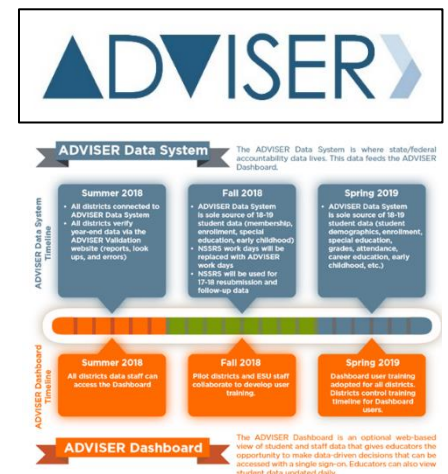 ADVISER
ADVISER Data System
The ADVISER Data System is where state/federal
accountability data lives. This data feeds the ADVISER
Dashboard.
ADVISER Data System
Timeline
Summer 2018
• All districts connected to
ADVISER Data System
• All districts verify
year-end data via the
ADVISER Validation
website (reports, look
ups, and errors)
Fall 2018
• ADVISER Data System
is sole source of 18-19
student data (membership,
enrollment, special
education, early childhood)
• NSSRS work days will be
replaced with ADVISER
work days
• NSSRS will be used for
17-18 resubmission and
follow-up data
Spring 2019
• ADVISER Data System
is sole source of 18-19
student data (student
demographics, enrollment,
special education,
grades, attendance,
career education, early
childhood, etc.)
ADVISER Dashboard
Timeline
Summer 2018
All districts data staff can
access the Dashboard
Fall 2018
Pilot districts and ESU staff
collaborate to develop user
training.
Spring 2019
Dashboard user training
adopted for all districts.
Districts control training
timeline for Dashboard
users.
ADVISER Dashboard
The ADVISER Dashboard is an optional web-based
view of student and staff data that gives educators the
opportunity to make data-driven decisions that can be
accessed with a single sign-on. Educators can also view
student data updated daily.